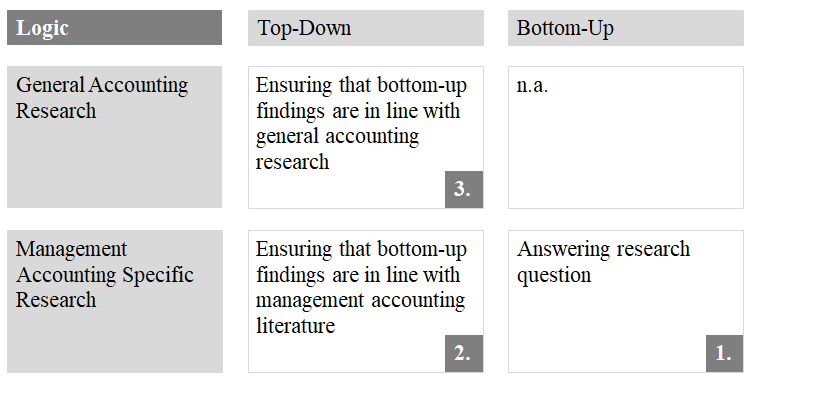 Logic
Top-Down
Bottom-Up
General Accounting
Research
Ensuring that bottom-up
findings are in line with
general accounting
research
3.
n.a.
Management
Accounting Specific
Research
Ensuring that bottom-up
findings are in line with
management accounting
literature
2.
Answering research
question
1.